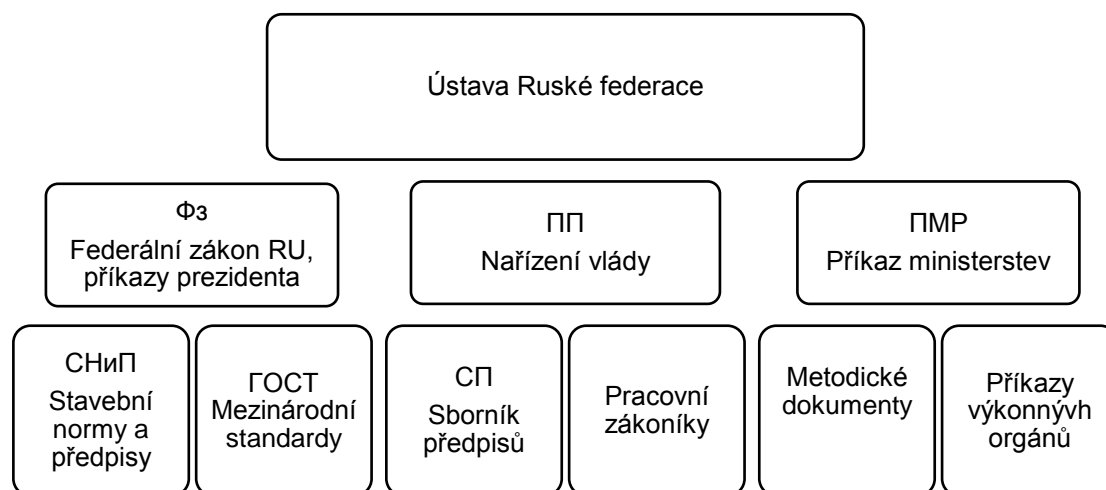 Ústava Ruské federace
Фз
Federální zákon RU,
příkazy prezidenta
ПП
Nařízení vlády
ПМР
Příkaz ministerstev
СНиП
Stavební
normy a
předpisy
ГОСТ
Mezinárodní
standardy
СП
Sborník
předpisů
Pracovní
zákoníky
Metodické
dokumenty
Příkazy
výkonnývh
orgánů